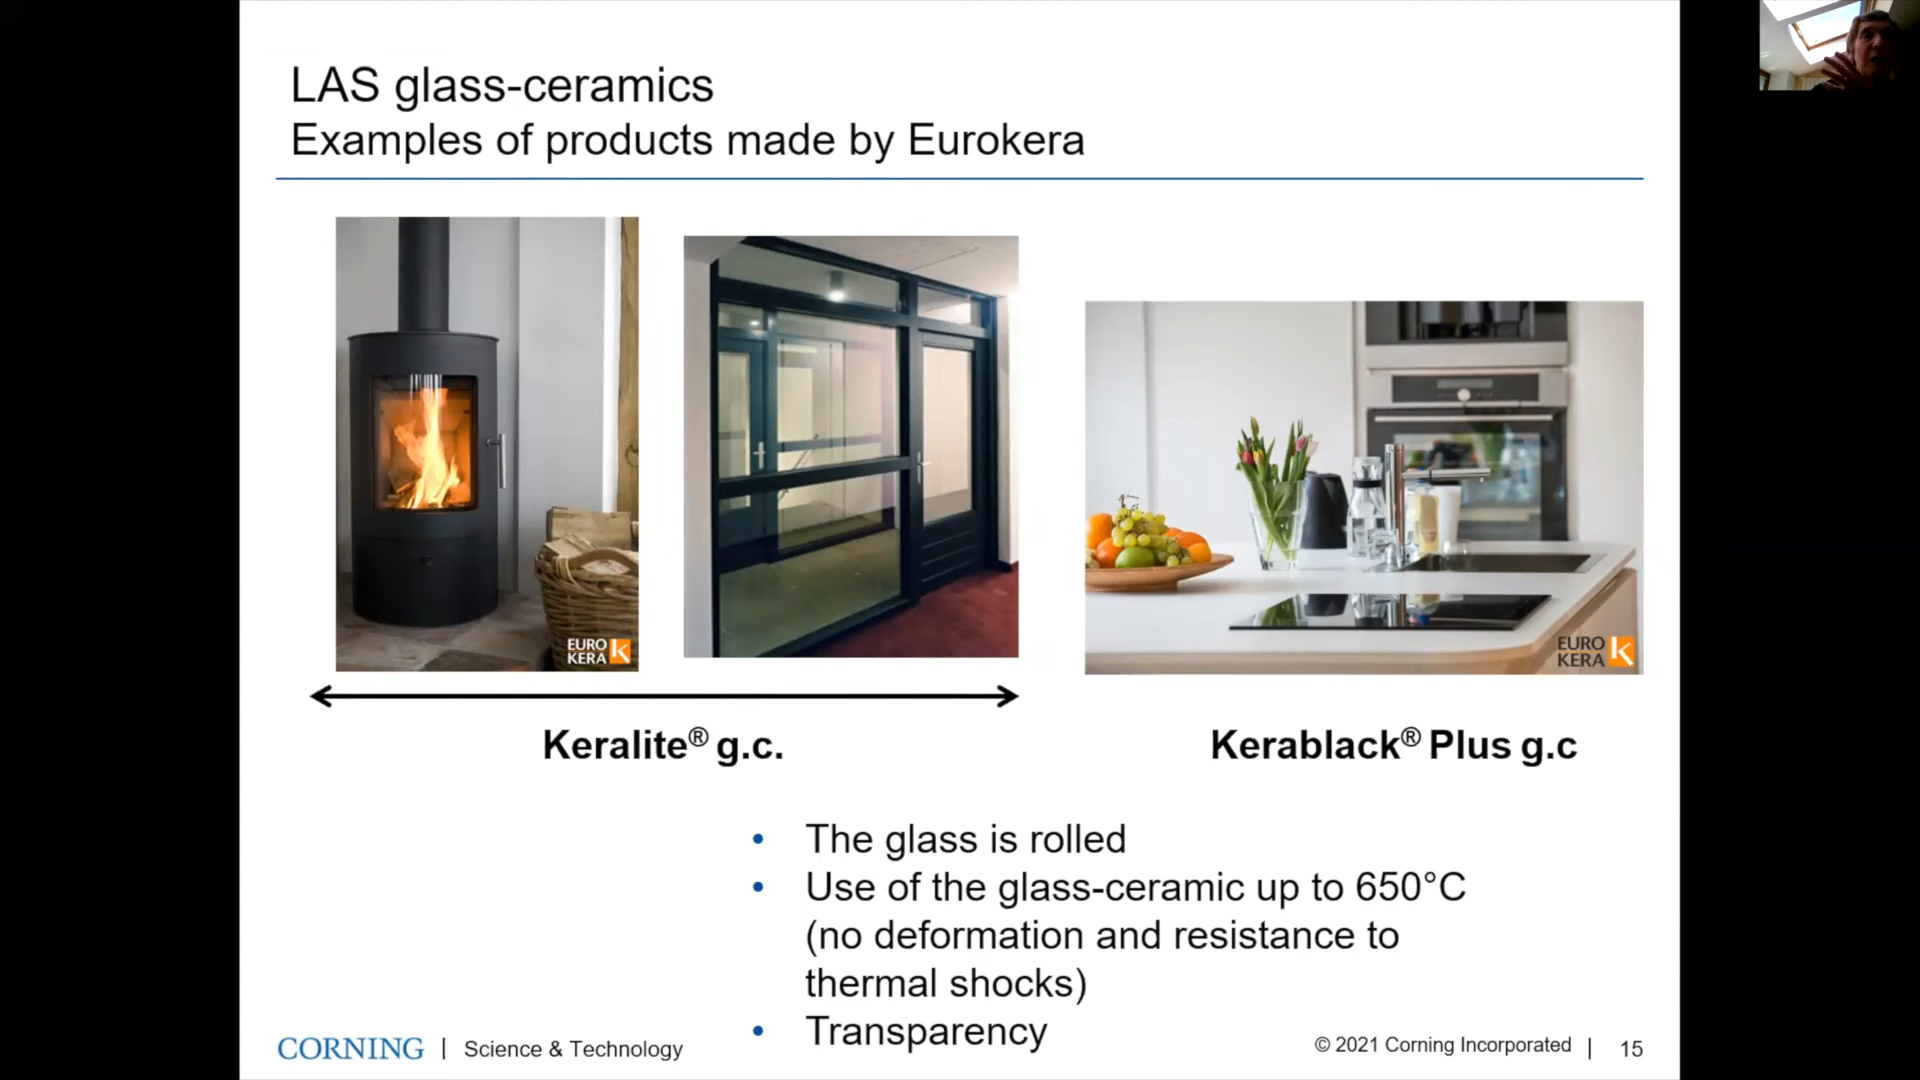 LAS glass-ceramics
Examples of products made by Eurokera
EURO
KERA
EURO
KERA
Keralite® g.c.
Kerablack® Plus g.c
• The glass is rolled
• Use of the glass-ceramic up to 650°C
(no deformation and resistance to
thermal shocks)
• Transparency
CORNING | Science & Technology
© 2021 Corning Incorporated | 15